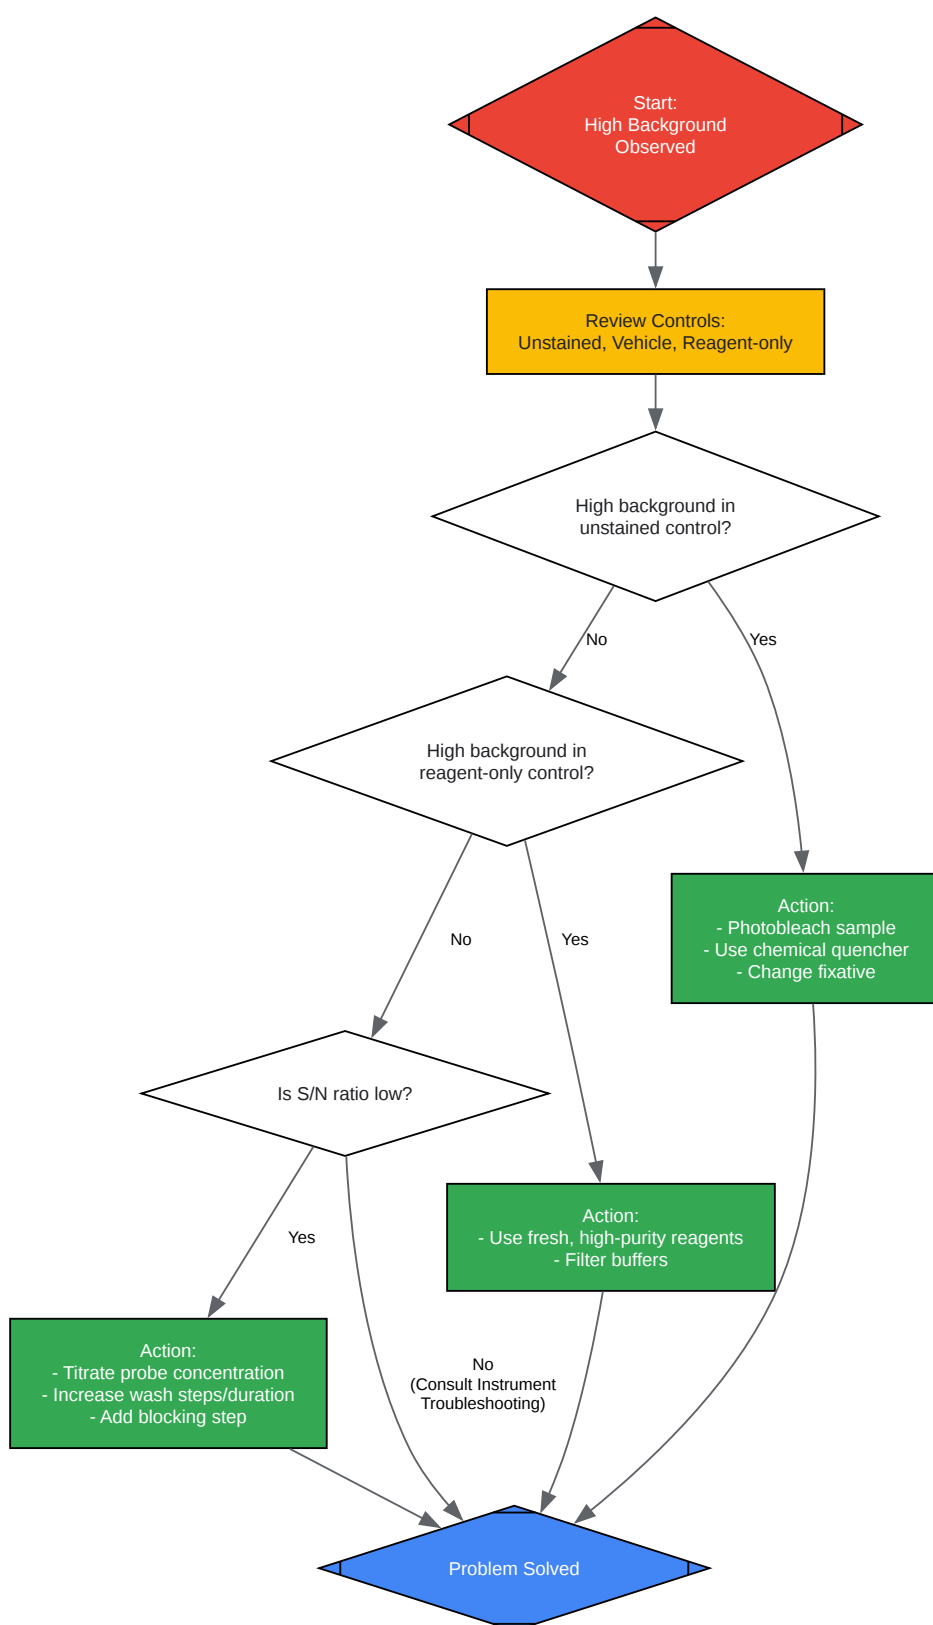 Start:
High Background
Observed
Review Controls:
Unstained, Vehicle, Reagent-only
High background in
unstained control?
No
Yes
High background in
reagent-only control?
Action:
- Photobleach sample
- Use chemical quencher
- Change fixative
No
Yes
Is S/N ratio low?
Action:
- Use fresh, high-purity reagents
- Filter buffers
Yes
Action:
- Titrate probe concentration
- Increase wash steps/duration
- Add blocking step
No
(Consult Instrument
Troubleshooting)
Problem Solved